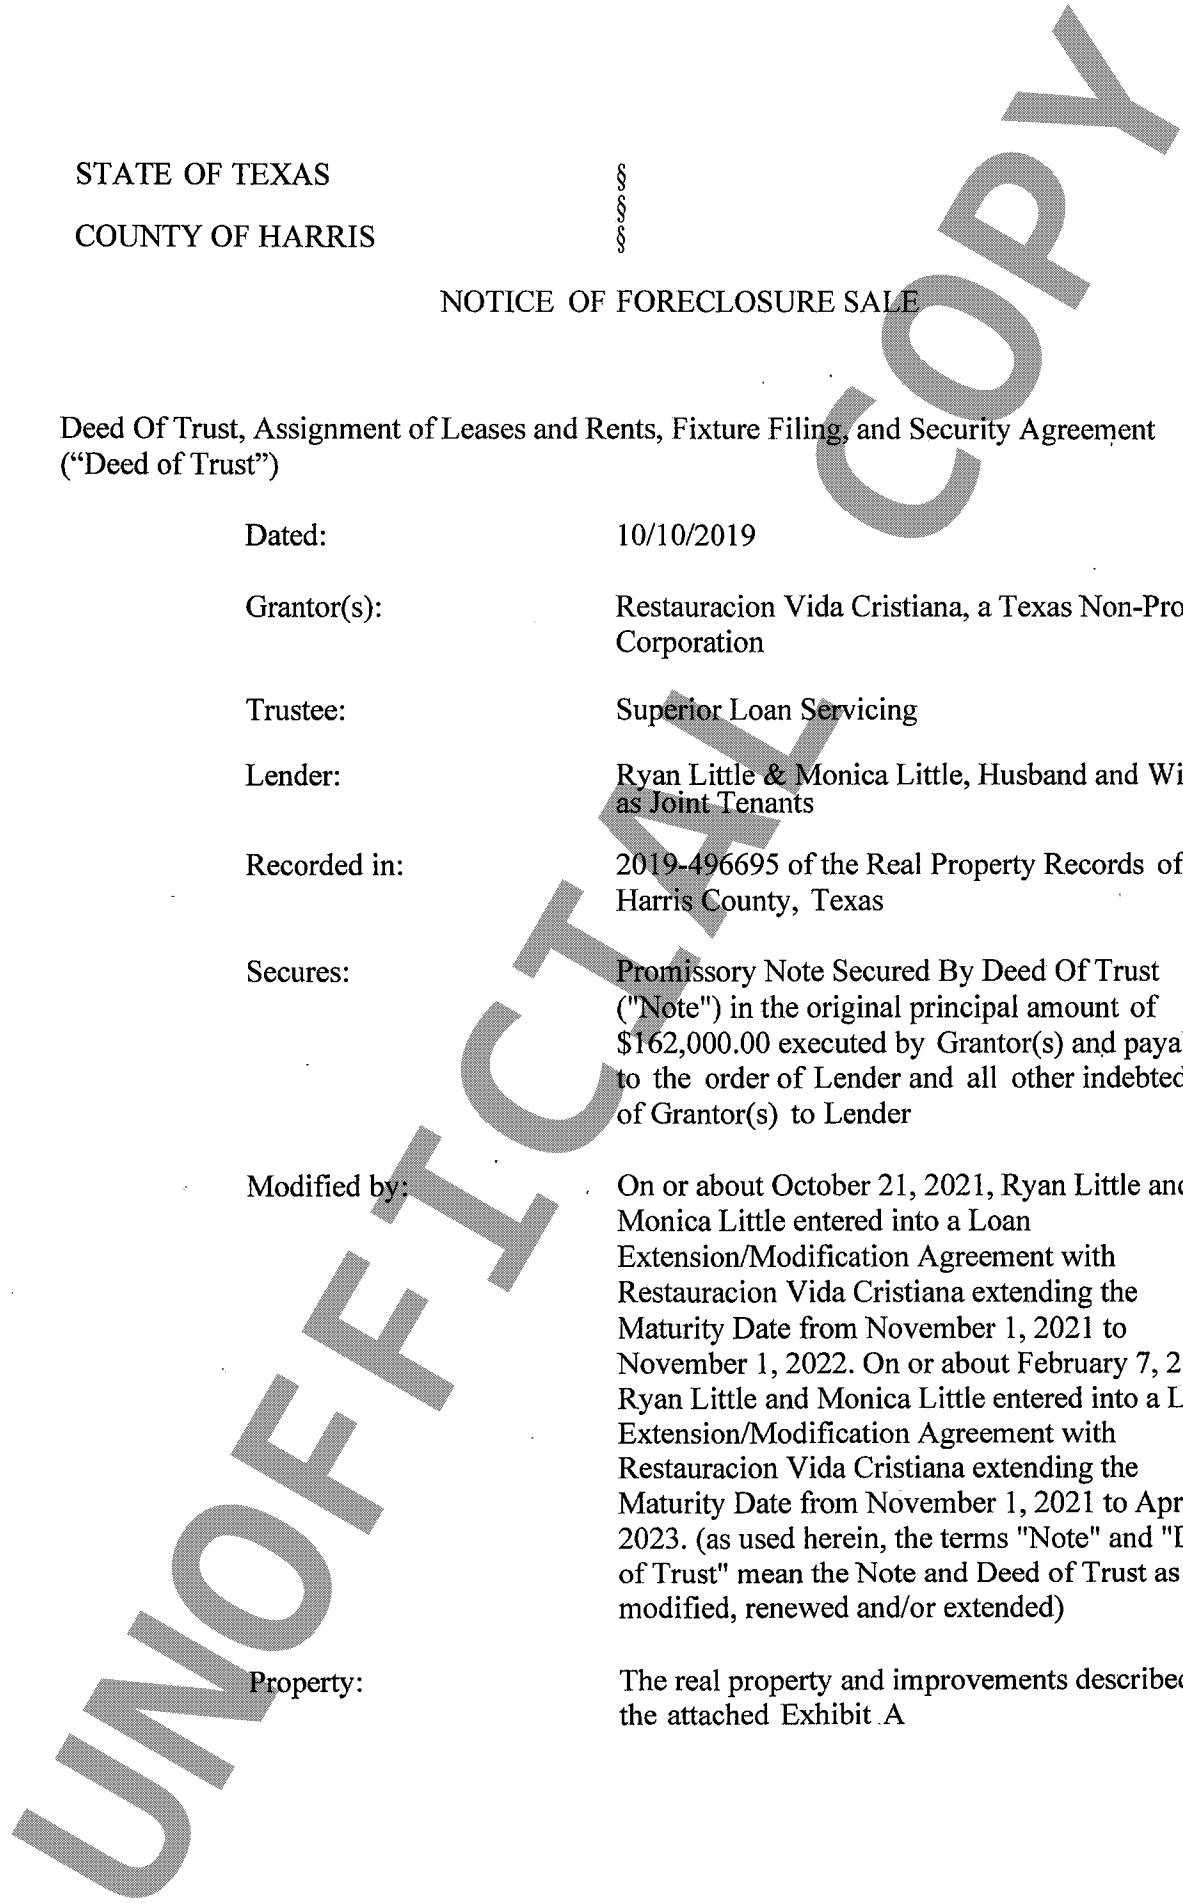 STATE OF TEXAS §
§
COUNTY OF HARRIS §
NOTICE OF FORECLOSURE SALE
Deed Of Trust, Assignment of Leases and Rents, Fixture Filing, and Security Agreement
("Deed of Trust")
Dated: 10/10/2019
Grantor(s): Restauracion Vida Cristiana, a Texas Non-Pro
Corporation
Trustee: Superior Loan Servicing
Lender: Ryan Little & Monica Little, Husband and Wi
as Joint Tenants
Recorded in: 2019-496695 of the Real Property Records of
Harris County, Texas
Secures: Promissory Note Secured By Deed Of Trust
("Note") in the original principal amount of
$162,000.00 executed by Grantor(s) and paya
to the order of Lender and all other indebted
of Grantor(s) to Lender
Modified by: On or about October 21, 2021, Ryan Little and
Monica Little entered into a Loan
Extension/Modification Agreement with
Restauracion Vida Cristiana extending the
Maturity Date from November 1, 2021 to
November 1, 2022. On or about February 7, 2
Ryan Little and Monica Little entered into a L
Extension/Modification Agreement with
Restauracion Vida Cristiana extending the
Maturity Date from November 1, 2021 to Apr
2023. (as used herein, the terms "Note" and "D
of Trust" mean the Note and Deed of Trust as
modified, renewed and/or extended)
Property: The real property and improvements described
the attached Exhibit A
UNOFFICIAL COPY